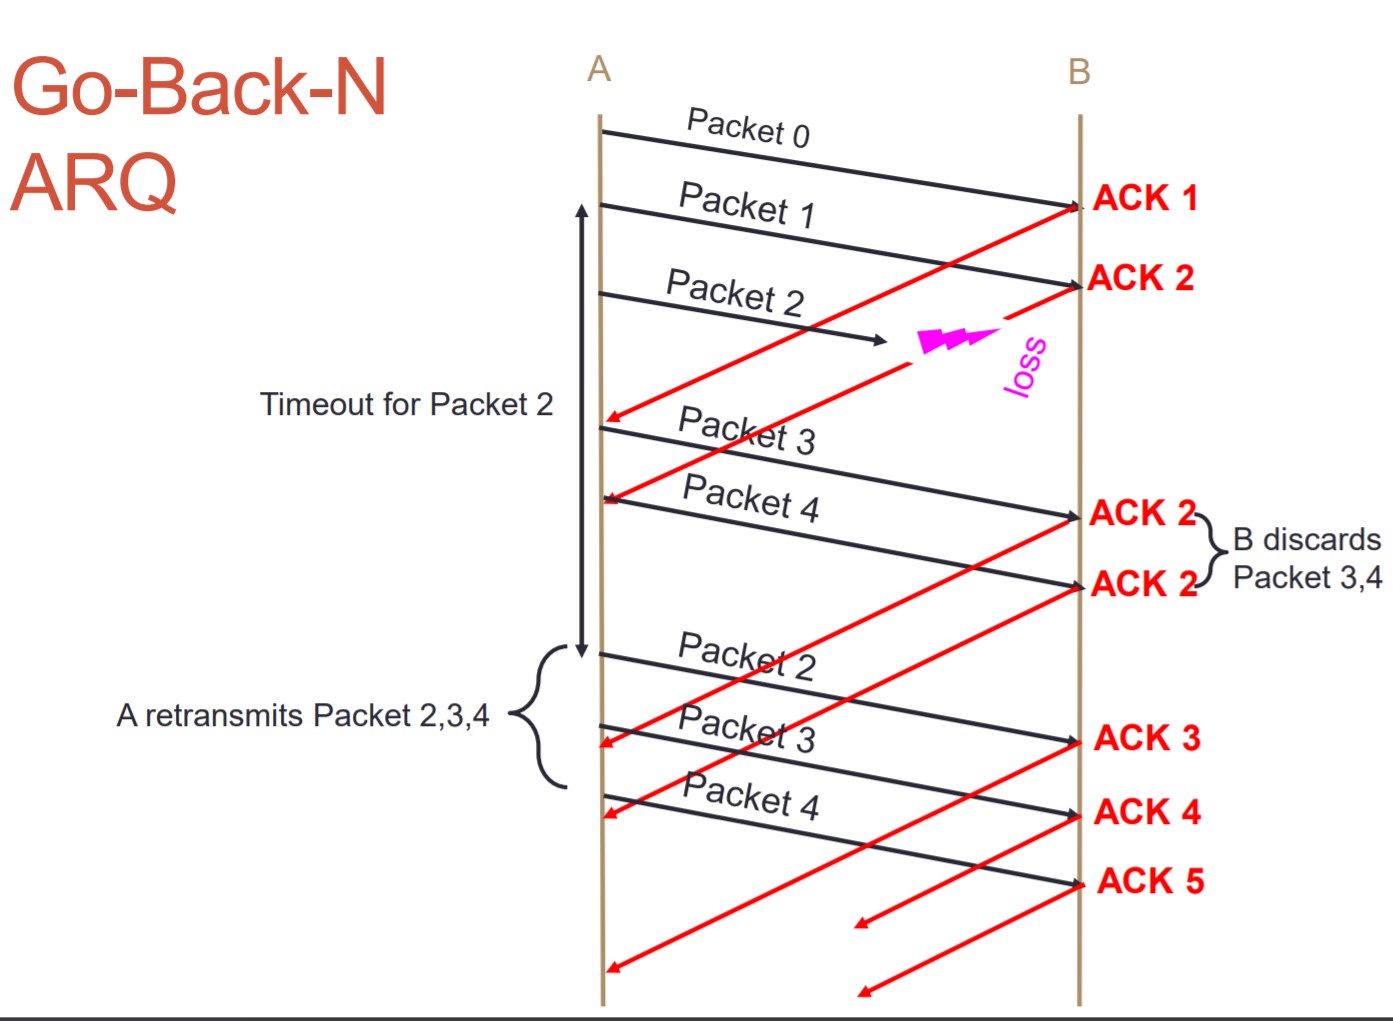 Go-Back-N
ARQ
A
B
Packet 0
ACK 1
Packet 1
ACK 2
Packet 2
loss
Timeout for Packet 2
Packet 3
Packet 4
ACK 2
ACK 2
B discards
Packet 3,4
Packet 2
A retransmits Packet 2,3,4
Packet 3
ACK 3
Packet 4
ACK 4
ACK 5